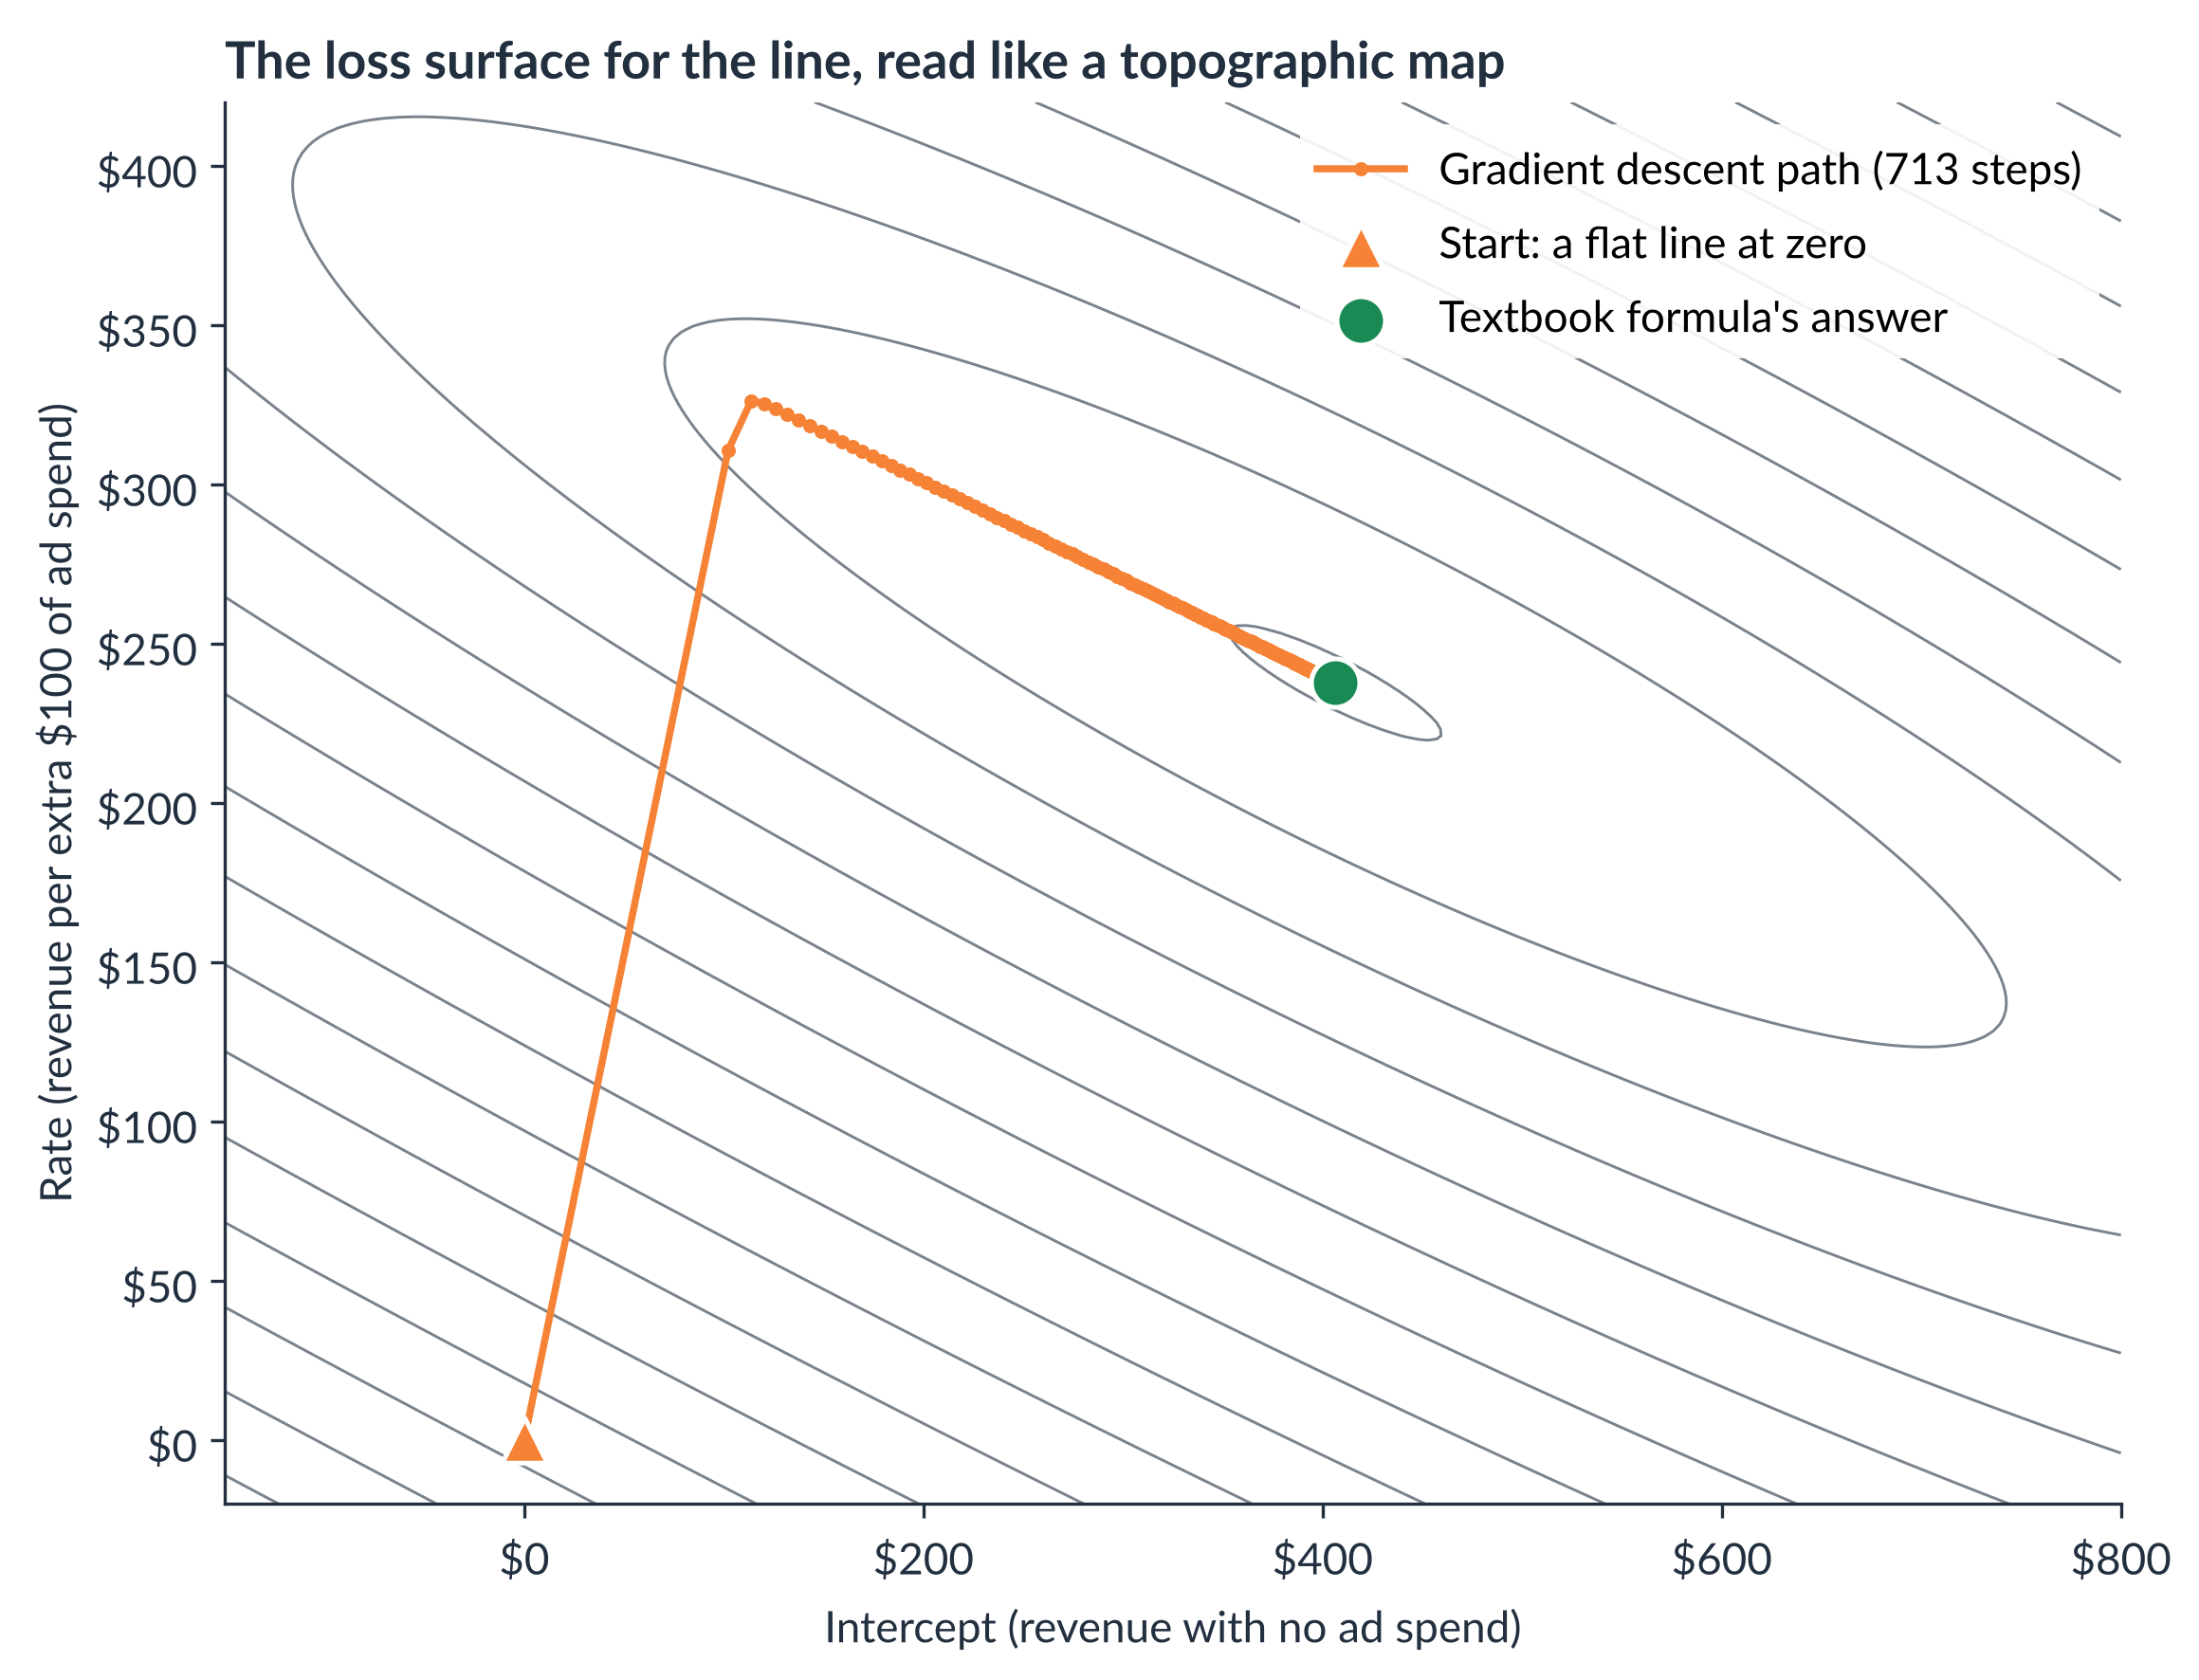 The loss surface for the line, read like a topographic map
Gradient descent path (713 steps)
Start: a flat line at zero
Textbook formula's answer
Rate (revenue per extra $100 of ad spend)
$400
$350
$300
$250
$200
$150
$100
$50
$0
$0
$200
$400
$600
$800
Intercept (revenue with no ad spend)